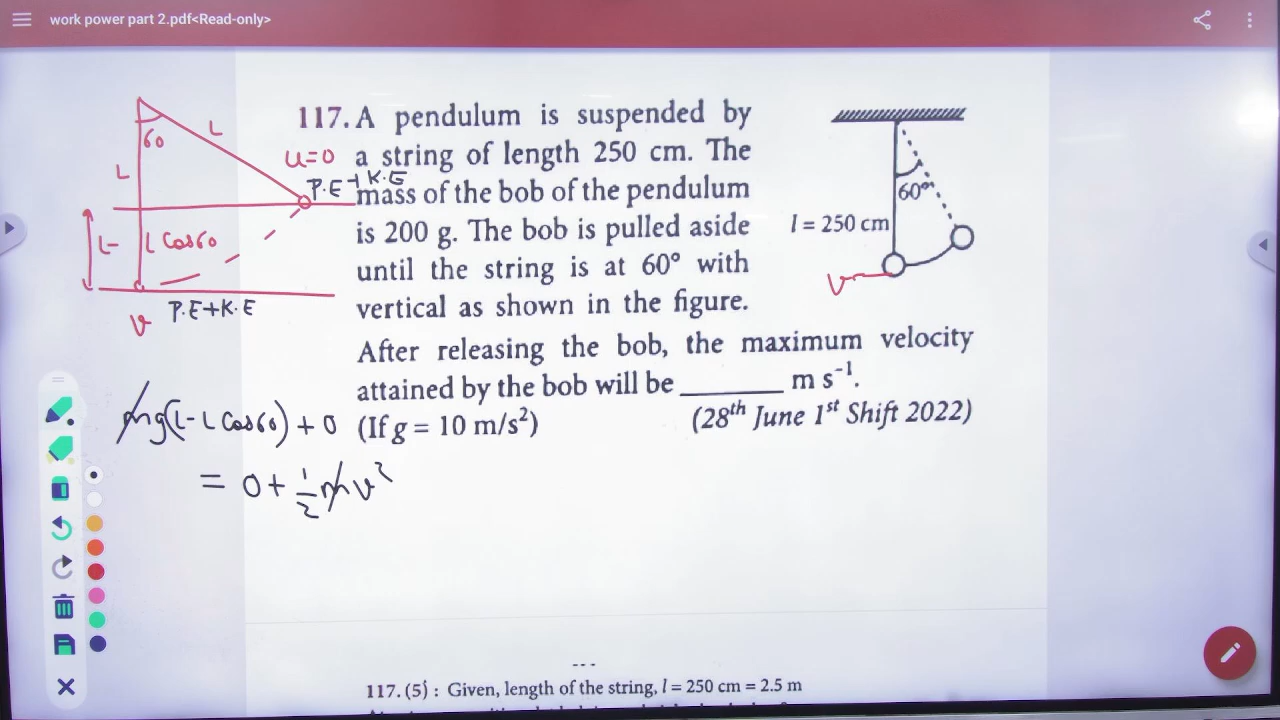 work power part 2.pdf<Read-only>
117. A pendulum is suspended by
a string of length 250 cm. The
mass of the bob of the pendulum
is 200 g. The bob is pulled aside
until the string is at 60° with
vertical as shown in the figure.
After releasing the bob, the maximum velocity
attained by the bob will be ______ m s⁻¹.
(If g = 10 m/s²)
(28th June 1st Shift 2022)
60°
l = 250 cm
v
60
L
L
u=0
P.E + K.E
L-
L Cos60
P.E+K.E
v
mg(L-L Cos60) + 0
= 0 + 1/2 mv²
117. (5) : Given, length of the string, l = 250 cm = 2.5 m